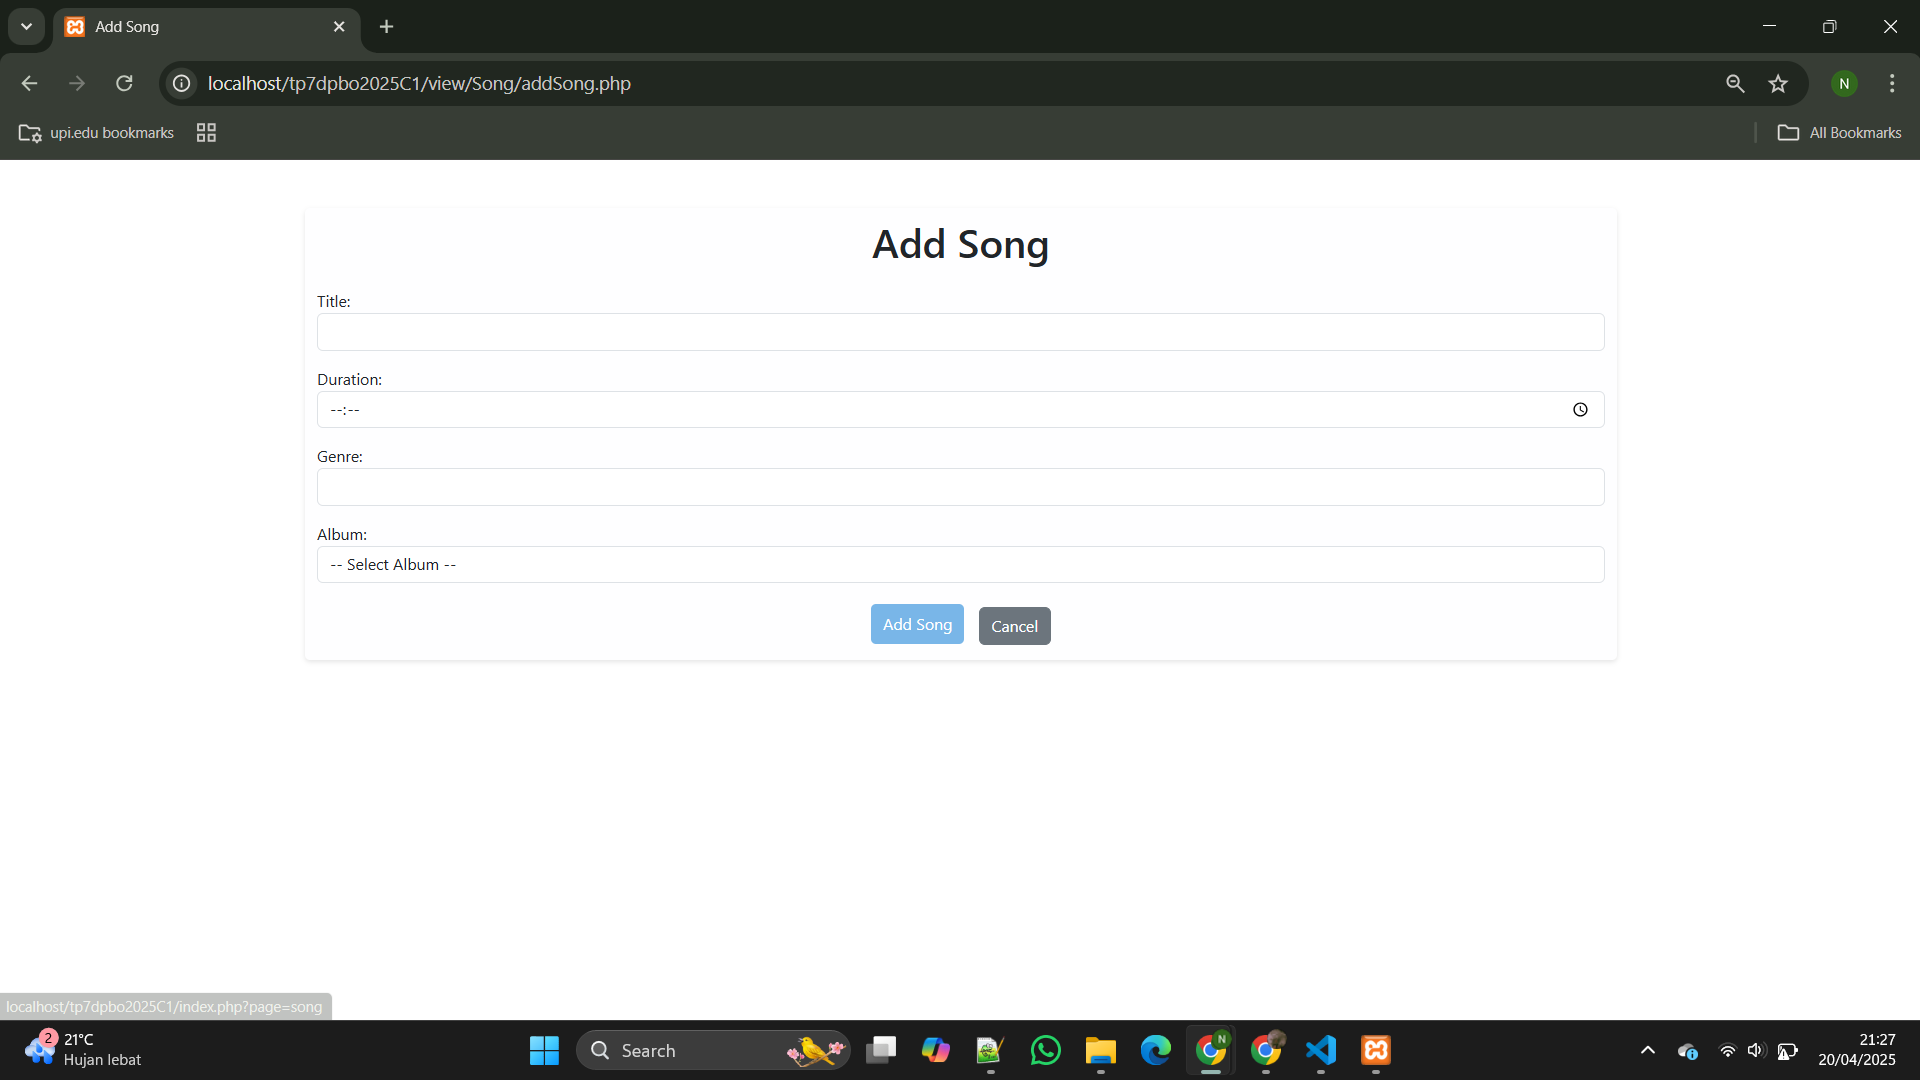 Add Song
localhost/tp7dpbo2025C1/view/Song/addSong.php
N
upi.edu bookmarks
All Bookmarks
Add Song
Title:
Duration:
--:--
Genre:
Album:
-- Select Album --
Add Song
Cancel
localhost/tp7dpbo2025C1/index.php?page=song
2
21°C
Hujan lebat
Search
N
21:27
20/04/2025